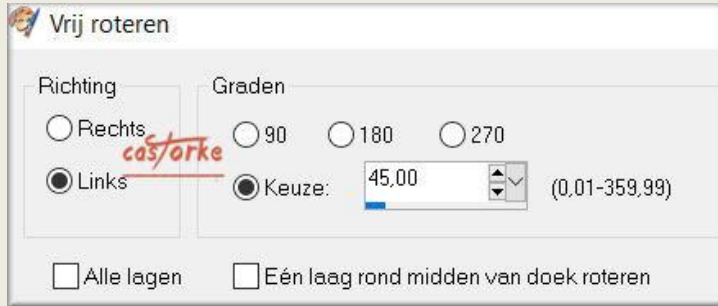 Vrij roteren
Richting
Graden
Rechts
90
180
270
castorke
Links
Keuze:
45,00
(0,01-359,99)
Alle lagen
Eén laag rond midden van doek roteren